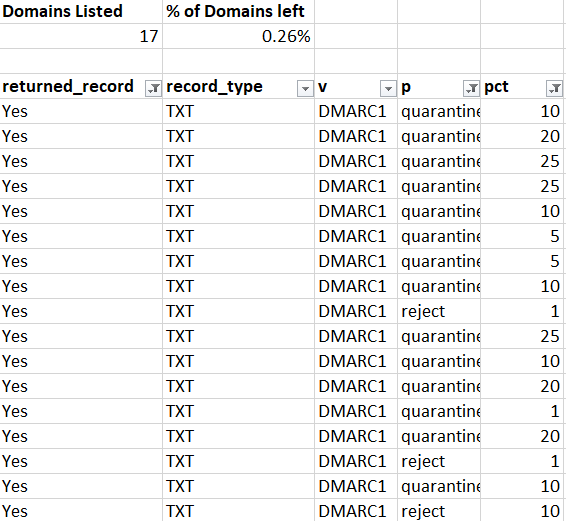 Domains Listed % of Domains left
17 0.26%
returned_record record_type v p pct
Yes TXT DMARC1 quarantine 10
Yes TXT DMARC1 quarantine 20
Yes TXT DMARC1 quarantine 25
Yes TXT DMARC1 quarantine 25
Yes TXT DMARC1 quarantine 10
Yes TXT DMARC1 quarantine 5
Yes TXT DMARC1 quarantine 5
Yes TXT DMARC1 quarantine 10
Yes TXT DMARC1 reject 1
Yes TXT DMARC1 quarantine 25
Yes TXT DMARC1 quarantine 10
Yes TXT DMARC1 quarantine 20
Yes TXT DMARC1 quarantine 1
Yes TXT DMARC1 quarantine 20
Yes TXT DMARC1 reject 1
Yes TXT DMARC1 quarantine 10
Yes TXT DMARC1 reject 10